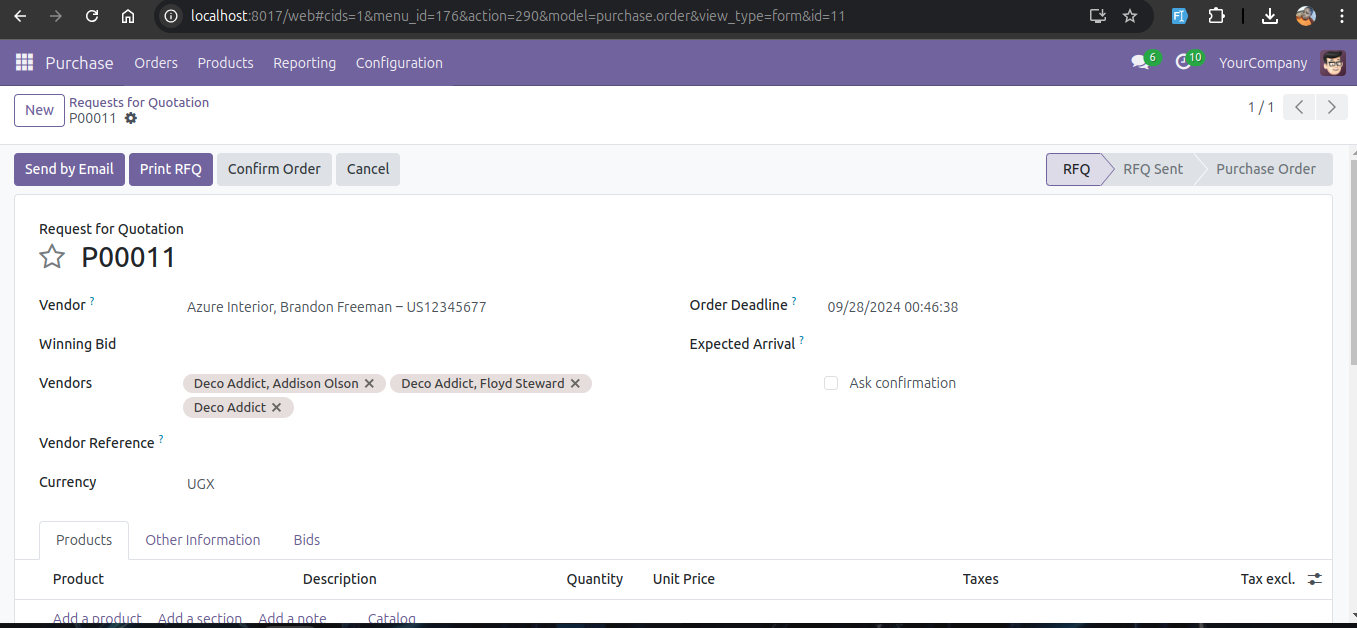 localhost:8017/web#cids=1&menu_id=176&action=290&model=purchase.order&view_type=form&id=11
Purchase Orders Products Reporting Configuration 6 10 YourCompany
New Requests for Quotation
P00011 1 / 1
Send by Email Print RFQ Confirm Order Cancel RFQ RFQ Sent Purchase Order
Request for Quotation
P00011
Vendor ? Azure Interior, Brandon Freeman – US12345677 Order Deadline ? 09/28/2024 00:46:38
Winning Bid Expected Arrival ?
Vendors Deco Addict, Addison Olson ✕ Deco Addict, Floyd Steward ✕ Ask confirmation
Deco Addict ✕
Vendor Reference ?
Currency UGX
Products Other Information Bids
Product Description Quantity Unit Price Taxes Tax excl.
Add a product Add a section Add a note Catalog